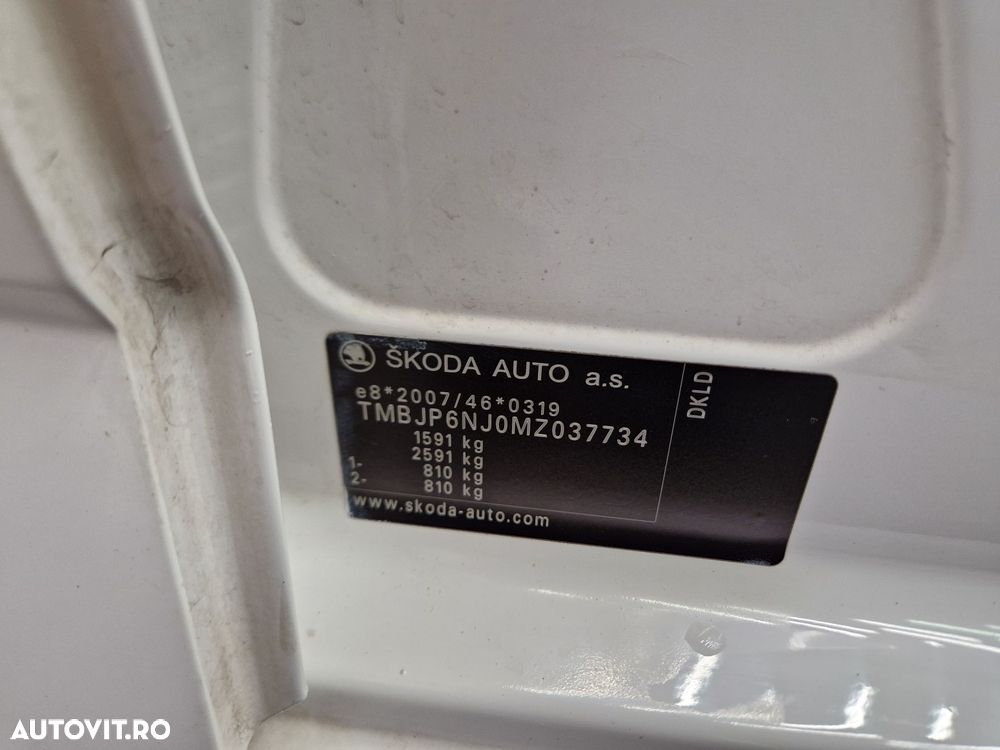 ŠKODA AUTO a.s.
e8*2007/46*0319
TMBJP6NJ0MZ037734
1591 kg
2591 kg
1- 810 kg
2- 810 kg
www.skoda-auto.com
DKLD
AUTOVIT.RO